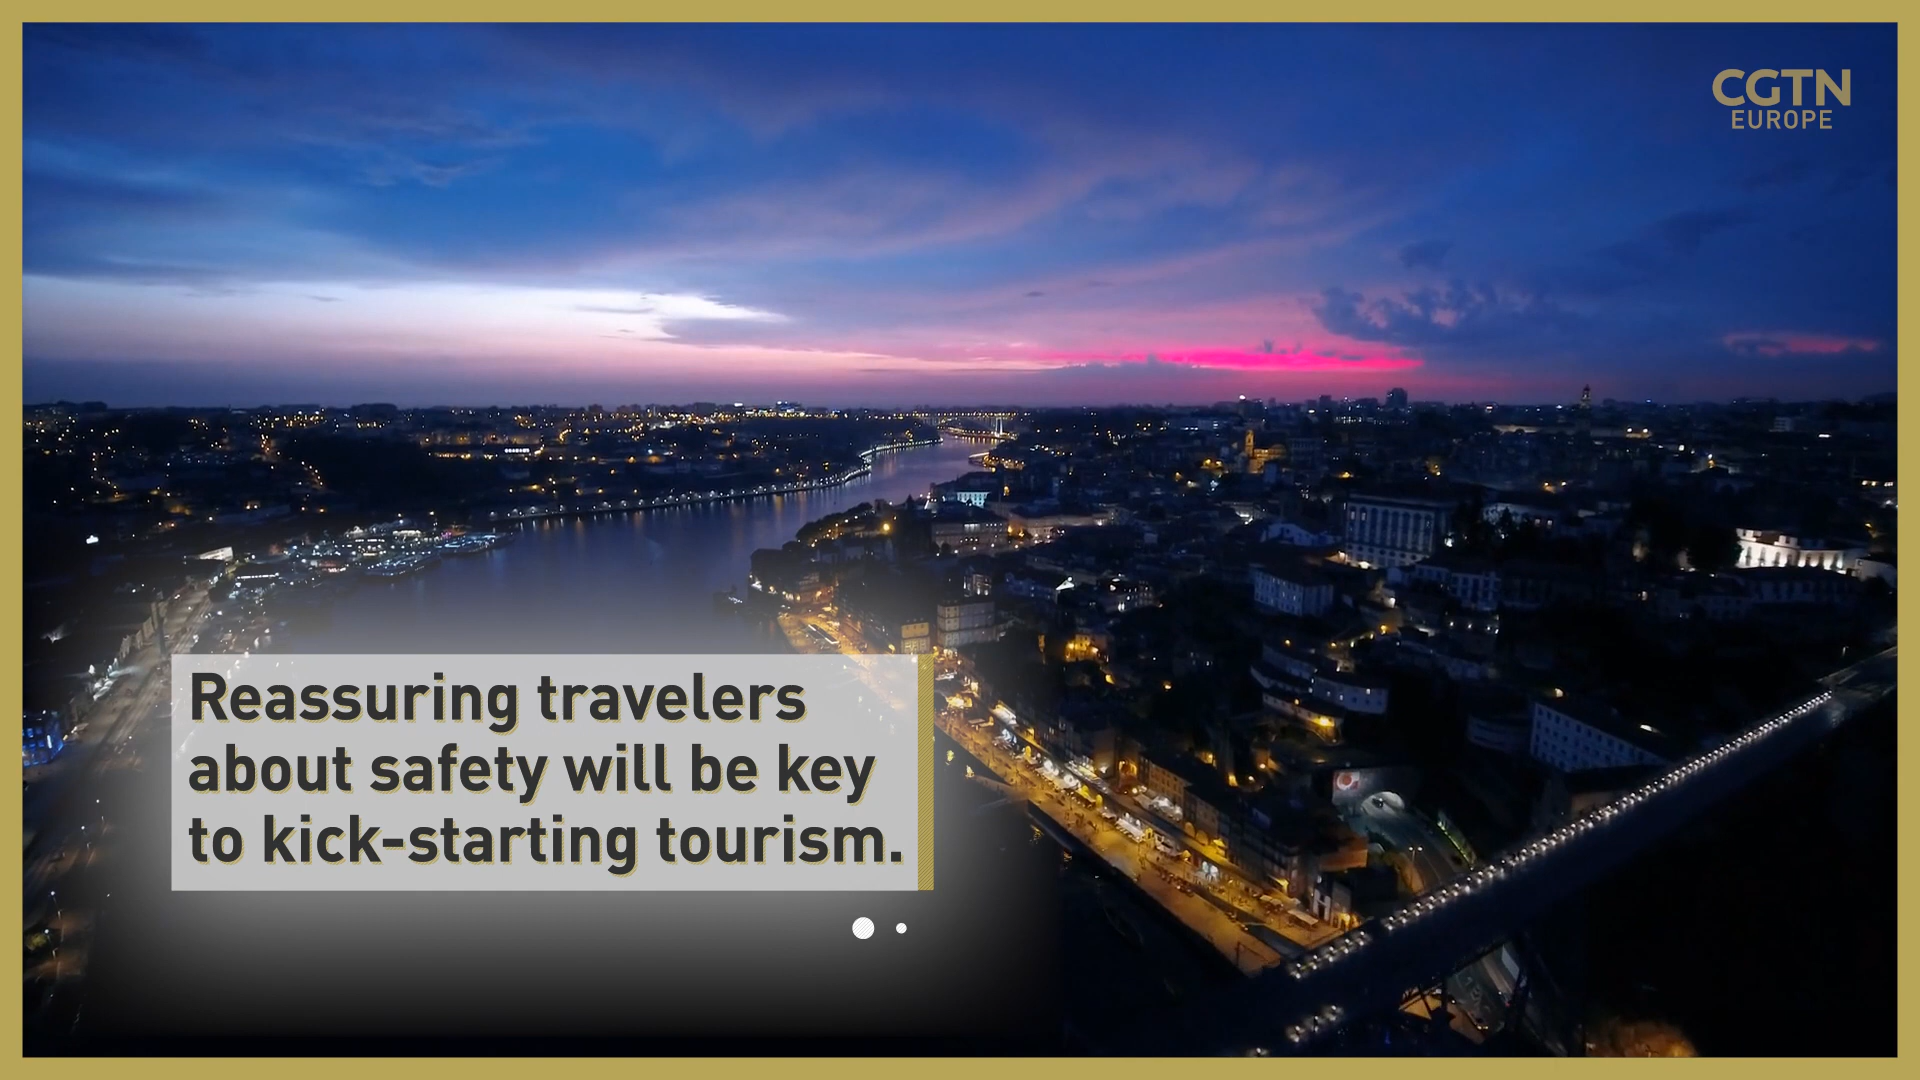 CGTN
EUROPE
Reassuring travelers
about safety will be key
to kick-starting tourism.